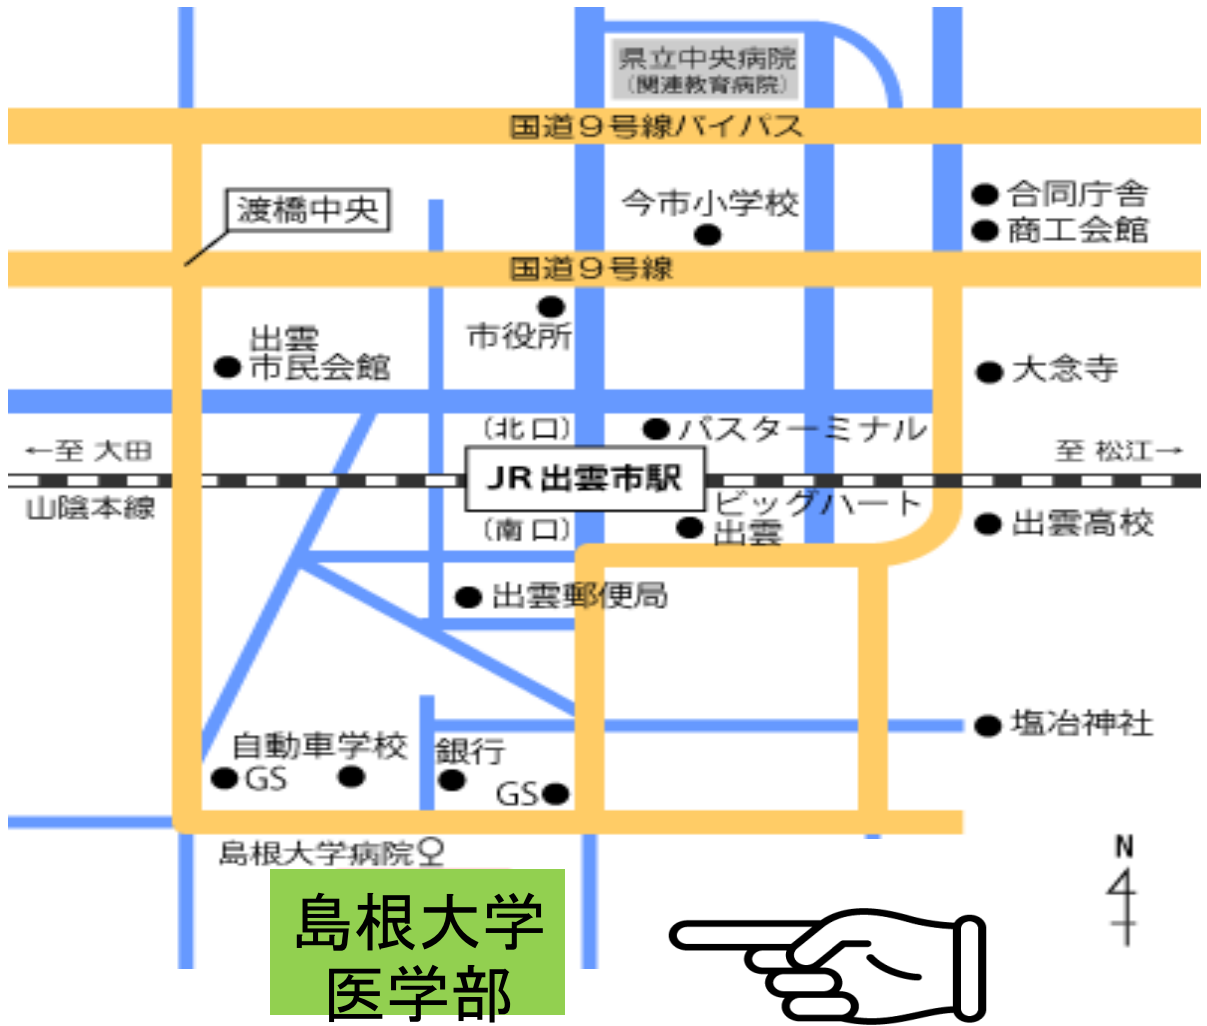 県立中央病院
（関連教育病院）
国道９号線バイパス
渡橋中央
今市小学校
合同庁舎
商工会館
国道９号線
市役所
出雲
市民会館
大念寺
（北口）
バスターミナル
←至 大田
至 松江→
JR出雲市駅
山陰本線
（南口）
ビッグハート
出雲
出雲高校
出雲郵便局
塩冶神社
自動車学校
銀行
GS
GS
島根大学病院
N
島根大学
医学部